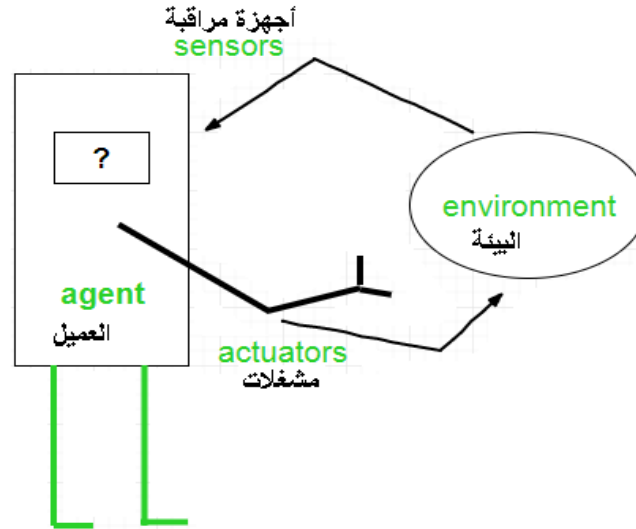 أجهزة مراقبة
sensors
?
environment
البيئة
agent
العميل
actuators
مشغلات